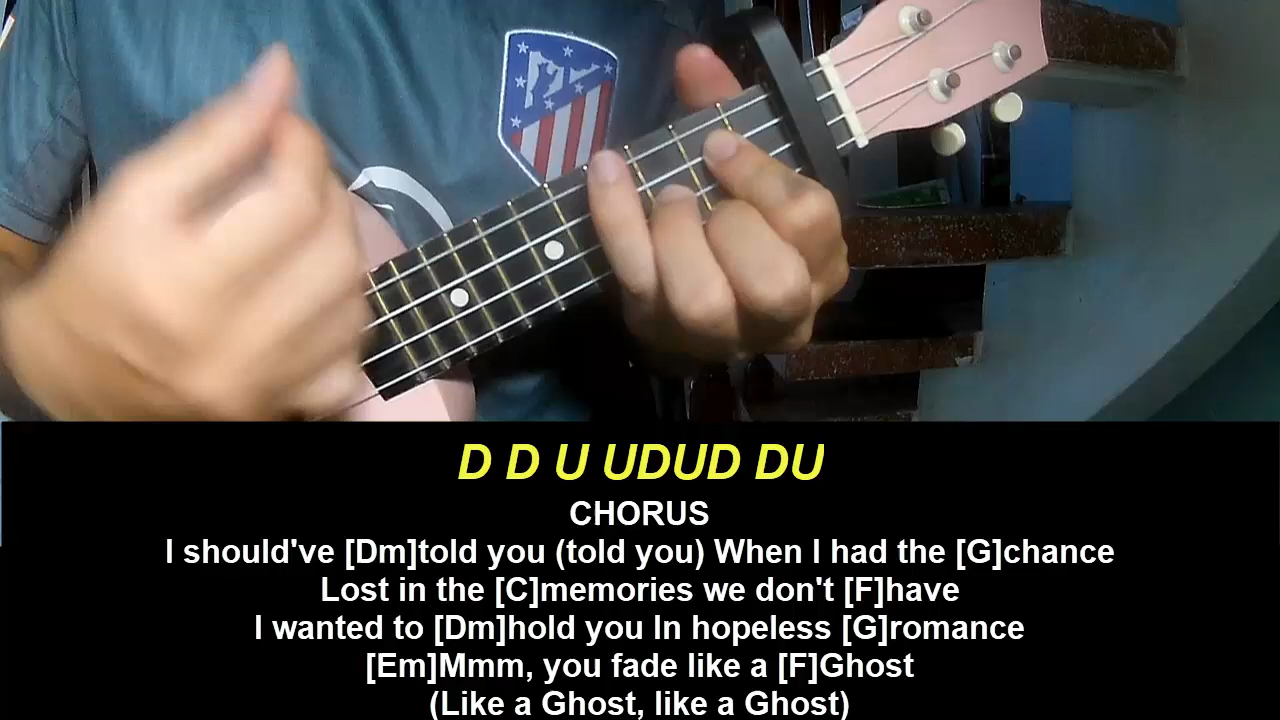 D D U UDUD DU
CHORUS
I should've [Dm]told you (told you) When I had the [G]chance
Lost in the [C]memories we don't [F]have
I wanted to [Dm]hold you In hopeless [G]romance
[Em]Mmm, you fade like a [F]Ghost
(Like a Ghost, like a Ghost)